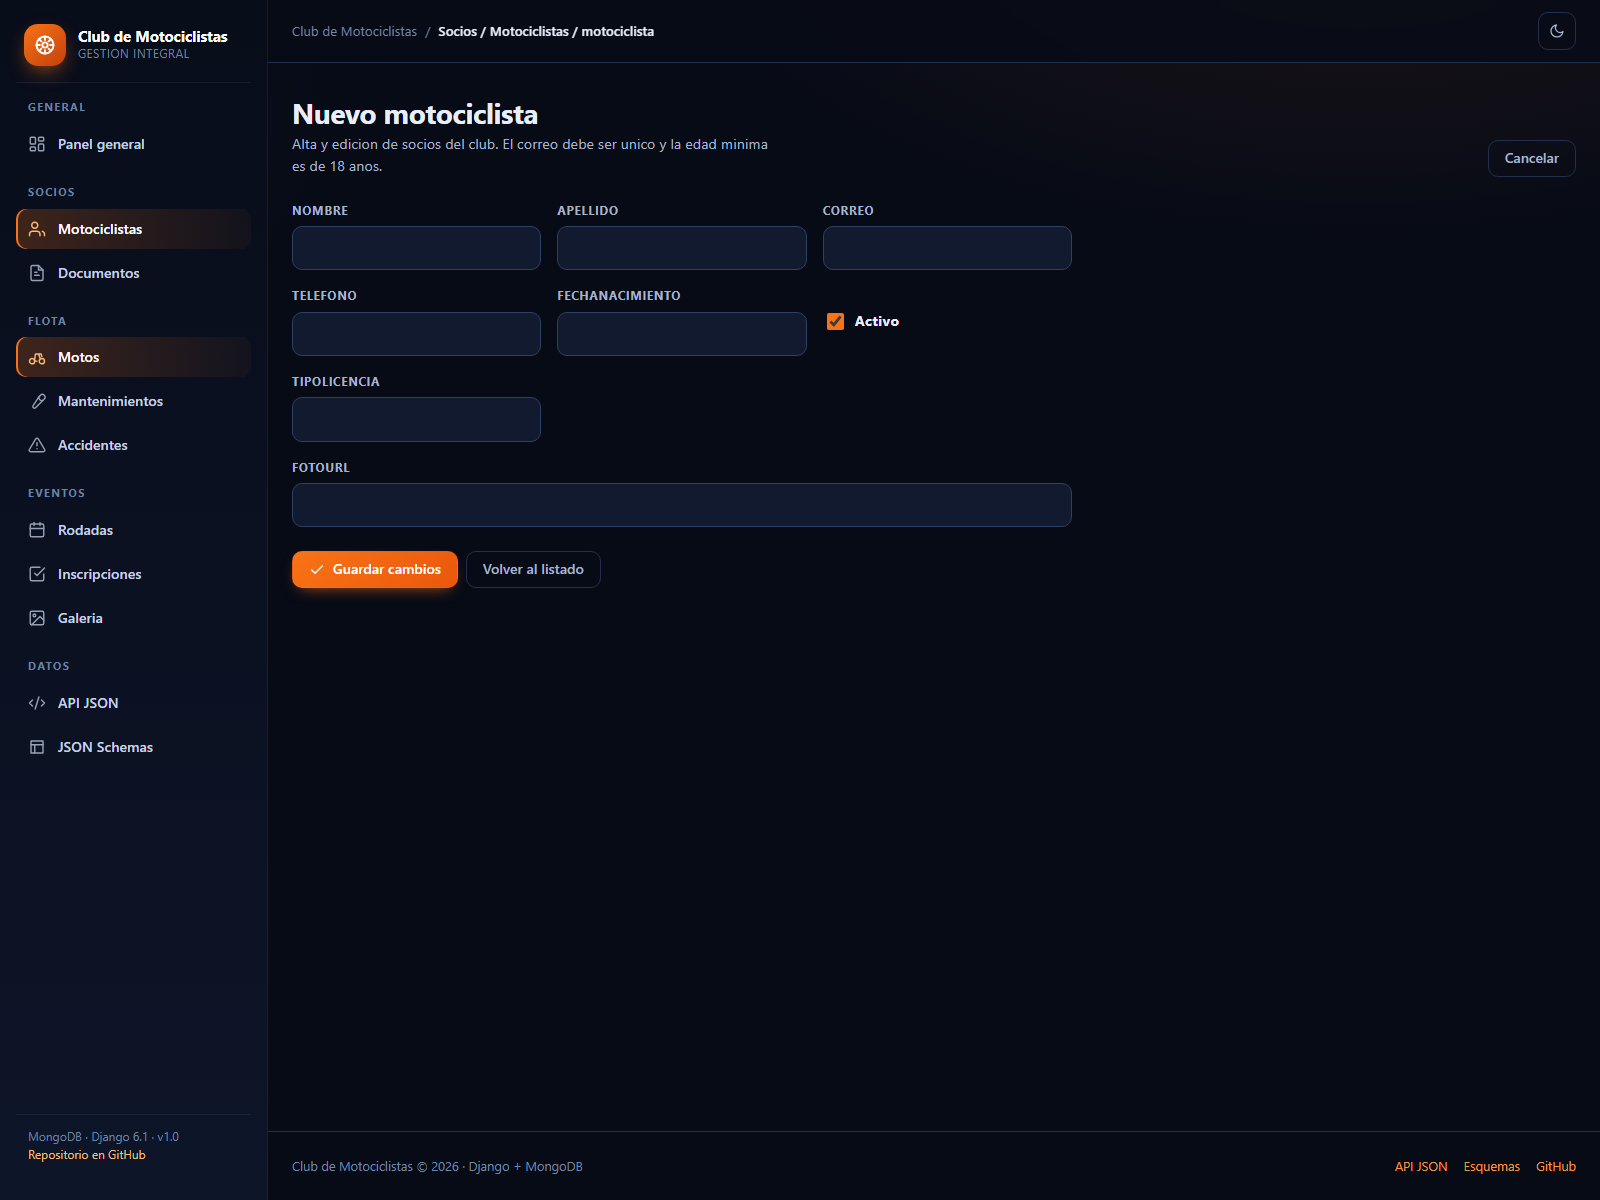 Club de Motociclistas
GESTION INTEGRAL
GENERAL
Panel general
SOCIOS
Motociclistas
Documentos
FLOTA
Motos
Mantenimientos
Accidentes
EVENTOS
Rodadas
Inscripciones
Galeria
DATOS
API JSON
JSON Schemas
MongoDB · Django 6.1 · v1.0
Repositorio en GitHub
Club de Motociclistas / Socios / Motociclistas / motociclista
Nuevo motociclista
Alta y edicion de socios del club. El correo debe ser unico y la edad minima
es de 18 anos.
Cancelar
NOMBRE APELLIDO CORREO
TELEFONO FECHANACIMIENTO
Activo
TIPOLICENCIA
FOTOURL
Guardar cambios Volver al listado
Club de Motociclistas © 2026 · Django + MongoDB
API JSON Esquemas GitHub